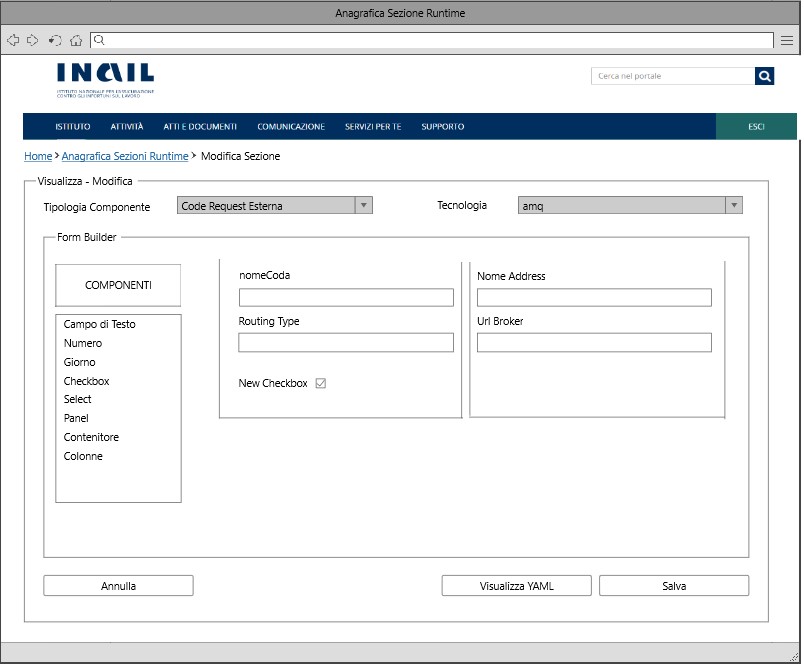 Anagrafica Sezione Runtime
INAIL
ISTITUTO NAZIONALE PER L'ASSICURAZIONE
CONTRO GLI INFORTUNI SUL LAVORO
Cerca nel portale
ISTITUTO ATTIVITÀ ATTI E DOCUMENTI COMUNICAZIONE SERVIZI PER TE SUPPORTO ESCI
Home > Anagrafica Sezioni Runtime > Modifica Sezione
Visualizza - Modifica
Tipologia Componente Code Request Esterna Tecnologia amq
Form Builder
COMPONENTI
Campo di Testo
Numero
Giorno
Checkbox
Select
Panel
Contenitore
Colonne
nomeCoda
Routing Type
New Checkbox
Nome Address
Url Broker
Annulla Visualizza YAML Salva